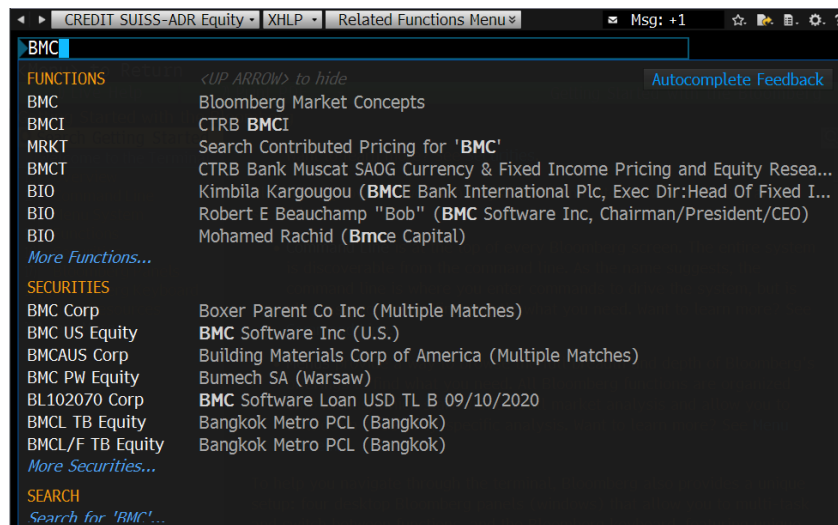 CREDIT SUISS-ADR Equity XHLP Related Functions Menu Msg: +1
BMC
FUNCTIONS <UP ARROW> to hide Autocomplete Feedback
BMC Bloomberg Market Concepts
BMCI CTRB BMCI
MRKT Search Contributed Pricing for 'BMC'
BMCT CTRB Bank Muscat SAOG Currency & Fixed Income Pricing and Equity Resea...
BIO Kimbila Kargougou (BMCE Bank International Plc, Exec Dir:Head Of Fixed I...
BIO Robert E Beauchamp "Bob" (BMC Software Inc, Chairman/President/CEO)
BIO Mohamed Rachid (Bmce Capital)
More Functions...
SECURITIES
BMC Corp Boxer Parent Co Inc (Multiple Matches)
BMC US Equity BMC Software Inc (U.S.)
BMCAUS Corp Building Materials Corp of America (Multiple Matches)
BMC PW Equity Bumech SA (Warsaw)
BL102070 Corp BMC Software Loan USD TL B 09/10/2020
BMCL TB Equity Bangkok Metro PCL (Bangkok)
BMCL/F TB Equity Bangkok Metro PCL (Bangkok)
More Securities...
SEARCH
Search for 'BMC'...